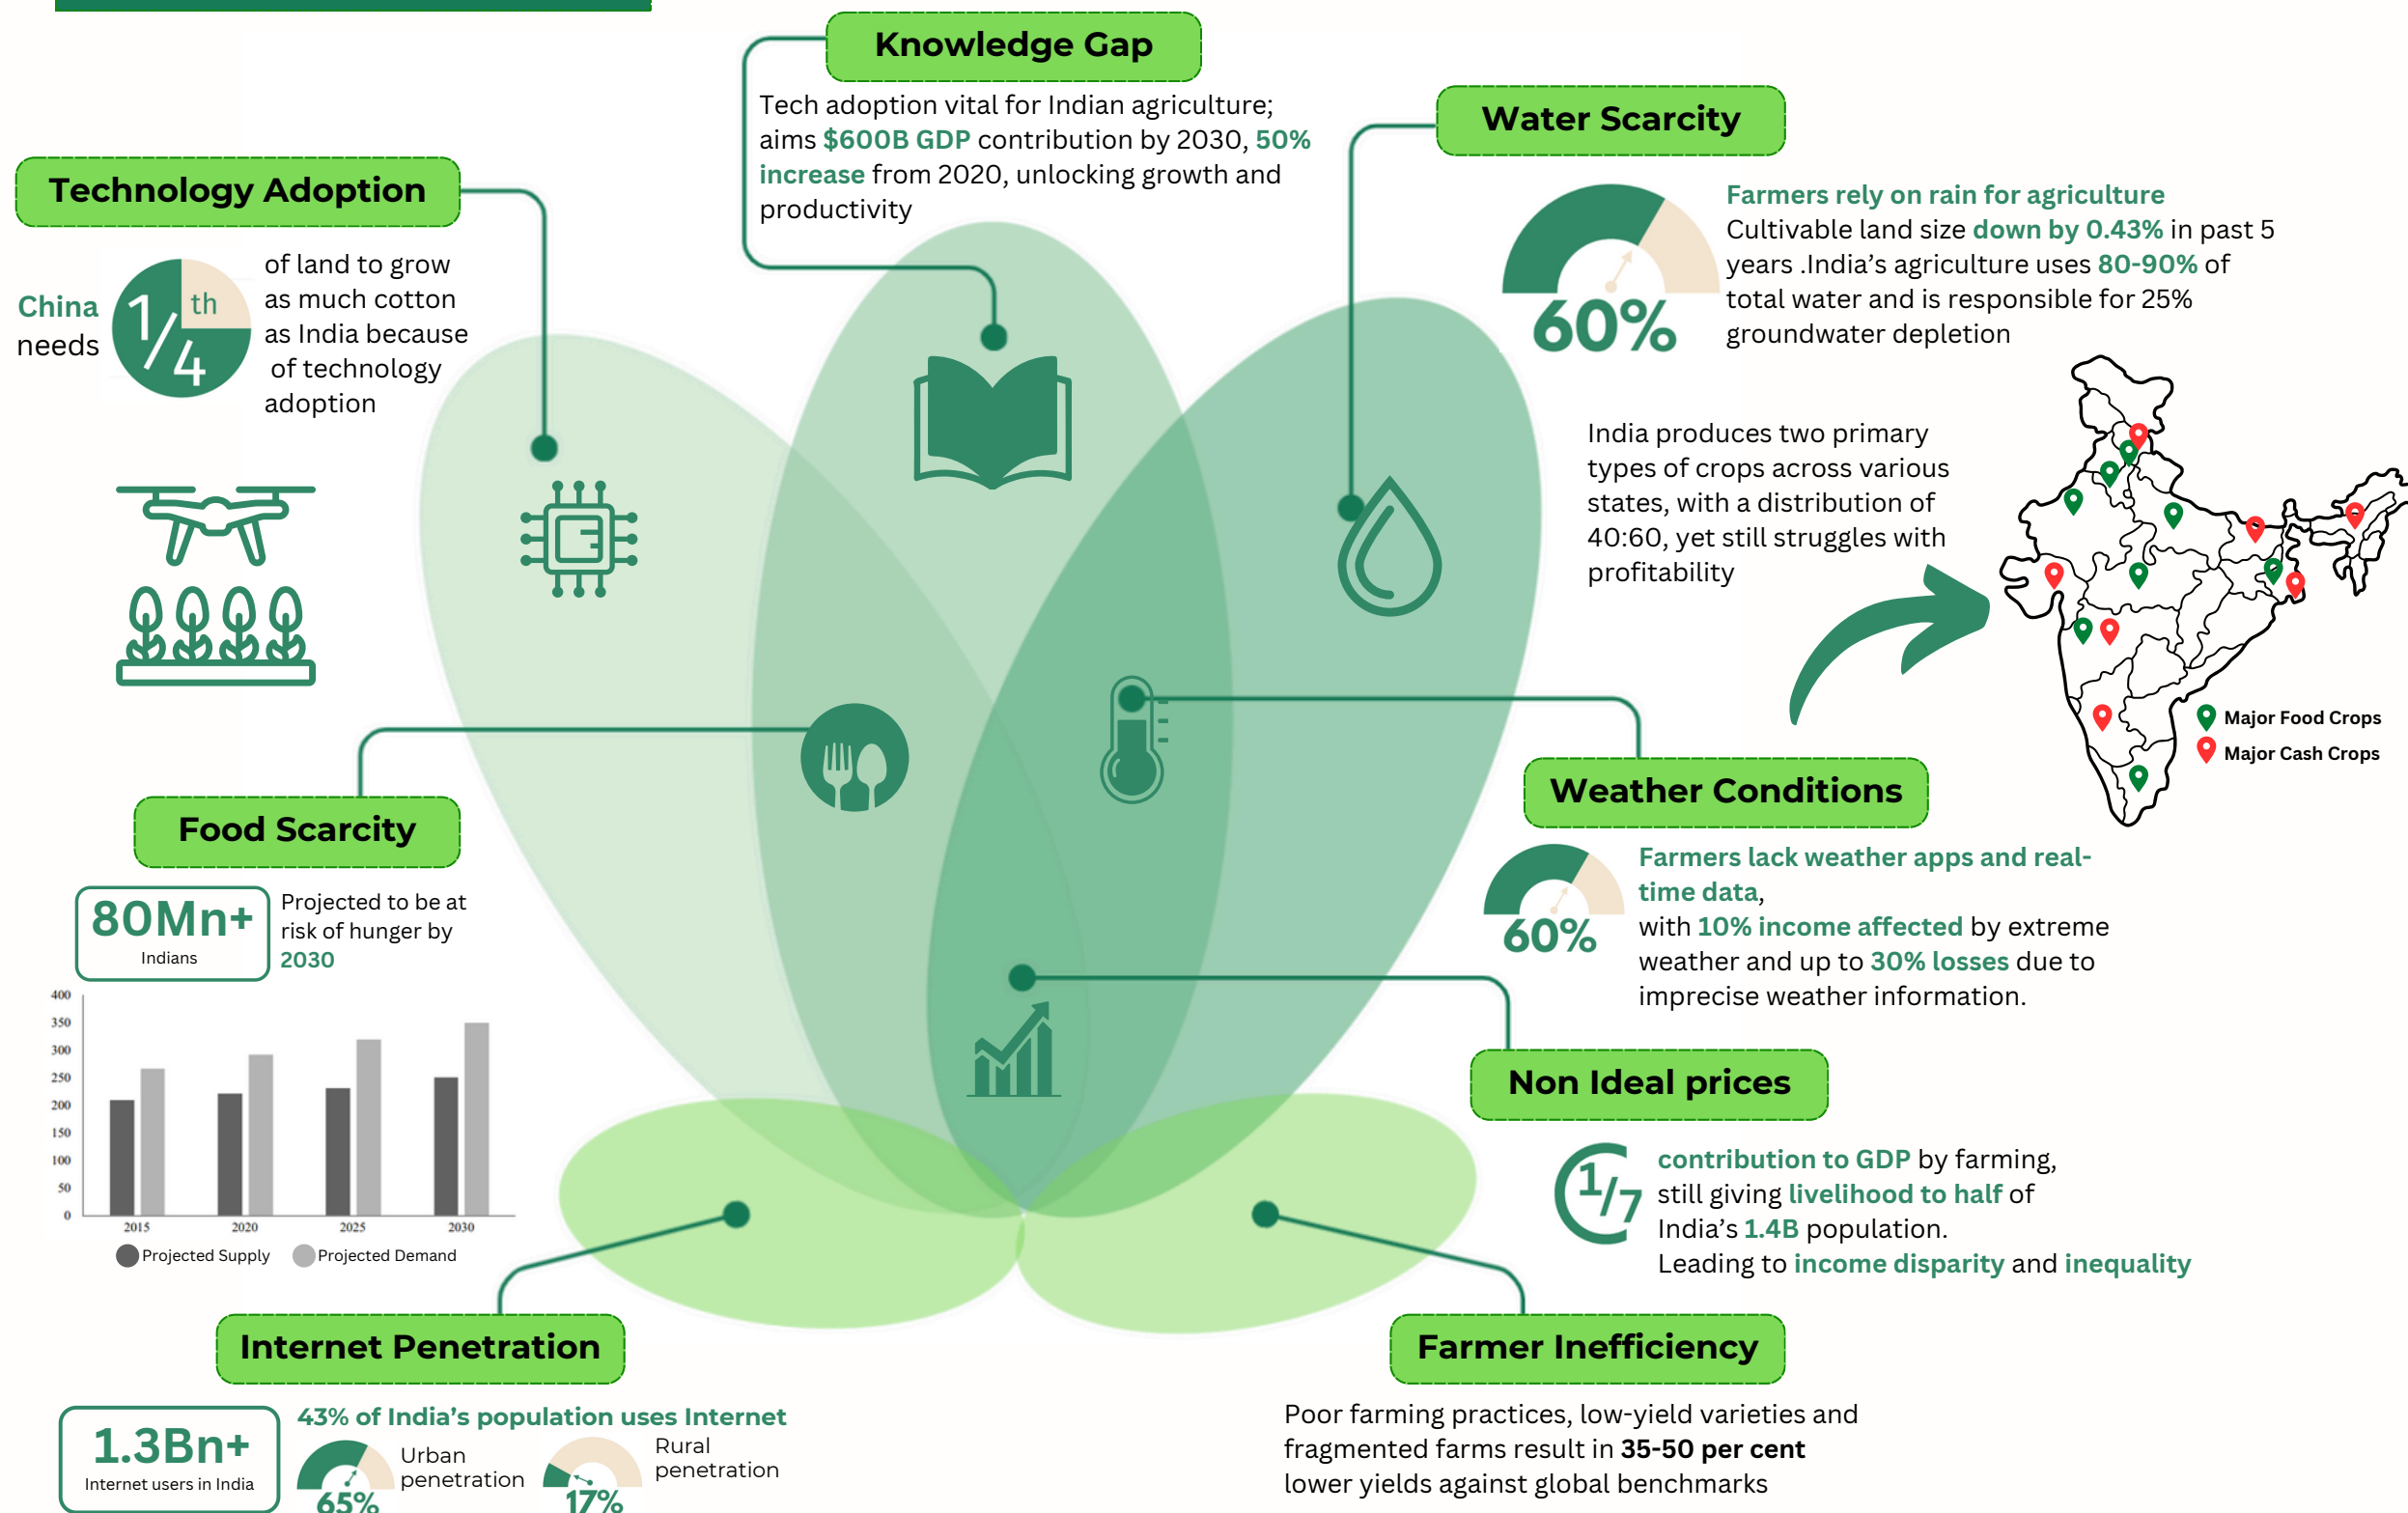 Knowledge Gap
Tech adoption vital for Indian agriculture;
aims $600B GDP contribution by 2030, 50%
increase from 2020, unlocking growth and
productivity
Water Scarcity
60%
Farmers rely on rain for agriculture
Cultivable land size down by 0.43% in past 5
years .India’s agriculture uses 80-90% of
total water and is responsible for 25%
groundwater depletion
Technology Adoption
China
needs
1/4 th
of land to grow
as much cotton
as India because
of technology
adoption
India produces two primary
types of crops across various
states, with a distribution of
40:60, yet still struggles with
profitability
Major Food Crops
Major Cash Crops
Food Scarcity
80Mn+
Indians
Projected to be at
risk of hunger by
2030
400
350
300
250
200
150
100
50
0
2015 2020 2025 2030
Projected Supply Projected Demand
Weather Conditions
60%
Farmers lack weather apps and real-
time data,
with 10% income affected by extreme
weather and up to 30% losses due to
imprecise weather information.
Non Ideal prices
1/7
contribution to GDP by farming,
still giving livelihood to half of
India’s 1.4B population.
Leading to income disparity and inequality
Internet Penetration
1.3Bn+
Internet users in India
43% of India’s population uses Internet
Urban
penetration
65%
Rural
penetration
17%
Farmer Inefficiency
Poor farming practices, low-yield varieties and
fragmented farms result in 35-50 per cent
lower yields against global benchmarks